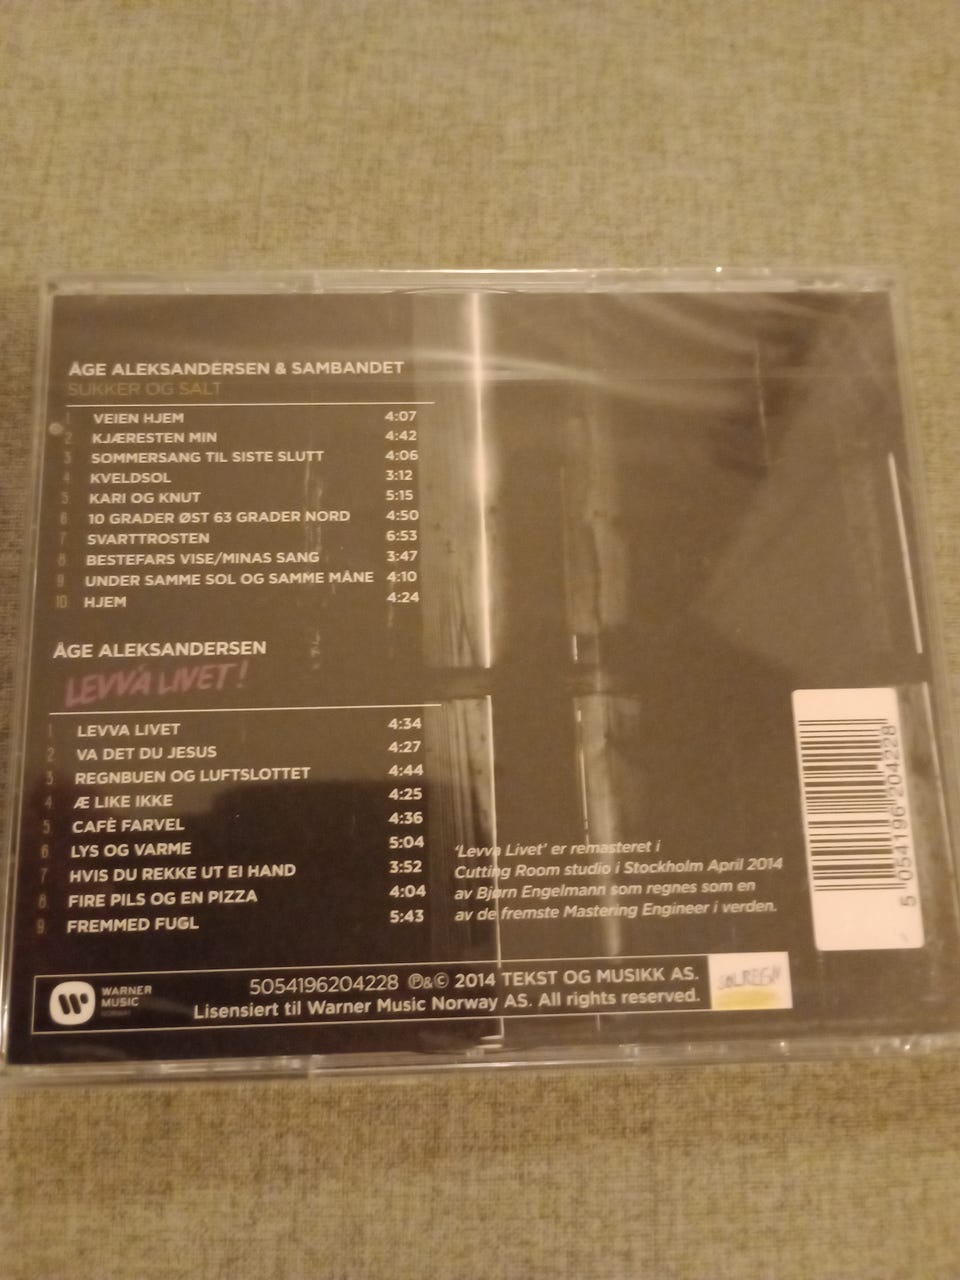 ÅGE ALEKSANDERSEN & SAMBANDET
SUKKER OG SALT
1 VEIEN HJEM 4:07
2 KJÆRESTEN MIN 4:42
3 SOMMERSANG TIL SISTE SLUTT 4:06
4 KVELDSOL 3:12
5 KARI OG KNUT 5:15
6 10 GRADER ØST 63 GRADER NORD 4:50
7 SVARTTROSTEN 6:53
8 BESTEFARS VISE/MINAS SANG 3:47
9 UNDER SAMME SOL OG SAMME MÅNE 4:10
10 HJEM 4:24
ÅGE ALEKSANDERSEN
LEVVA LIVET!
1 LEVVA LIVET 4:34
2 VA DET DU JESUS 4:27
3 REGNBUEN OG LUFTSLOTTET 4:44
4 Æ LIKE IKKE 4:25
5 CAFÈ FARVEL 4:36
6 LYS OG VARME 5:04
7 HVIS DU REKKE UT EI HAND 3:52
8 FIRE PILS OG EN PIZZA 4:04
9 FREMMED FUGL 5:43
'Levva Livet' er remasteret i
Cutting Room studio i Stockholm April 2014
av Bjørn Engelmann som regnes som en
av de fremste Mastering Engineer i verden.
5 054196 204228
WARNER
MUSIC
NORWAY
5054196204228 ℗&© 2014 TEKST OG MUSIKK AS.
Lisensiert til Warner Music Norway AS. All rights reserved.
SOLREGN